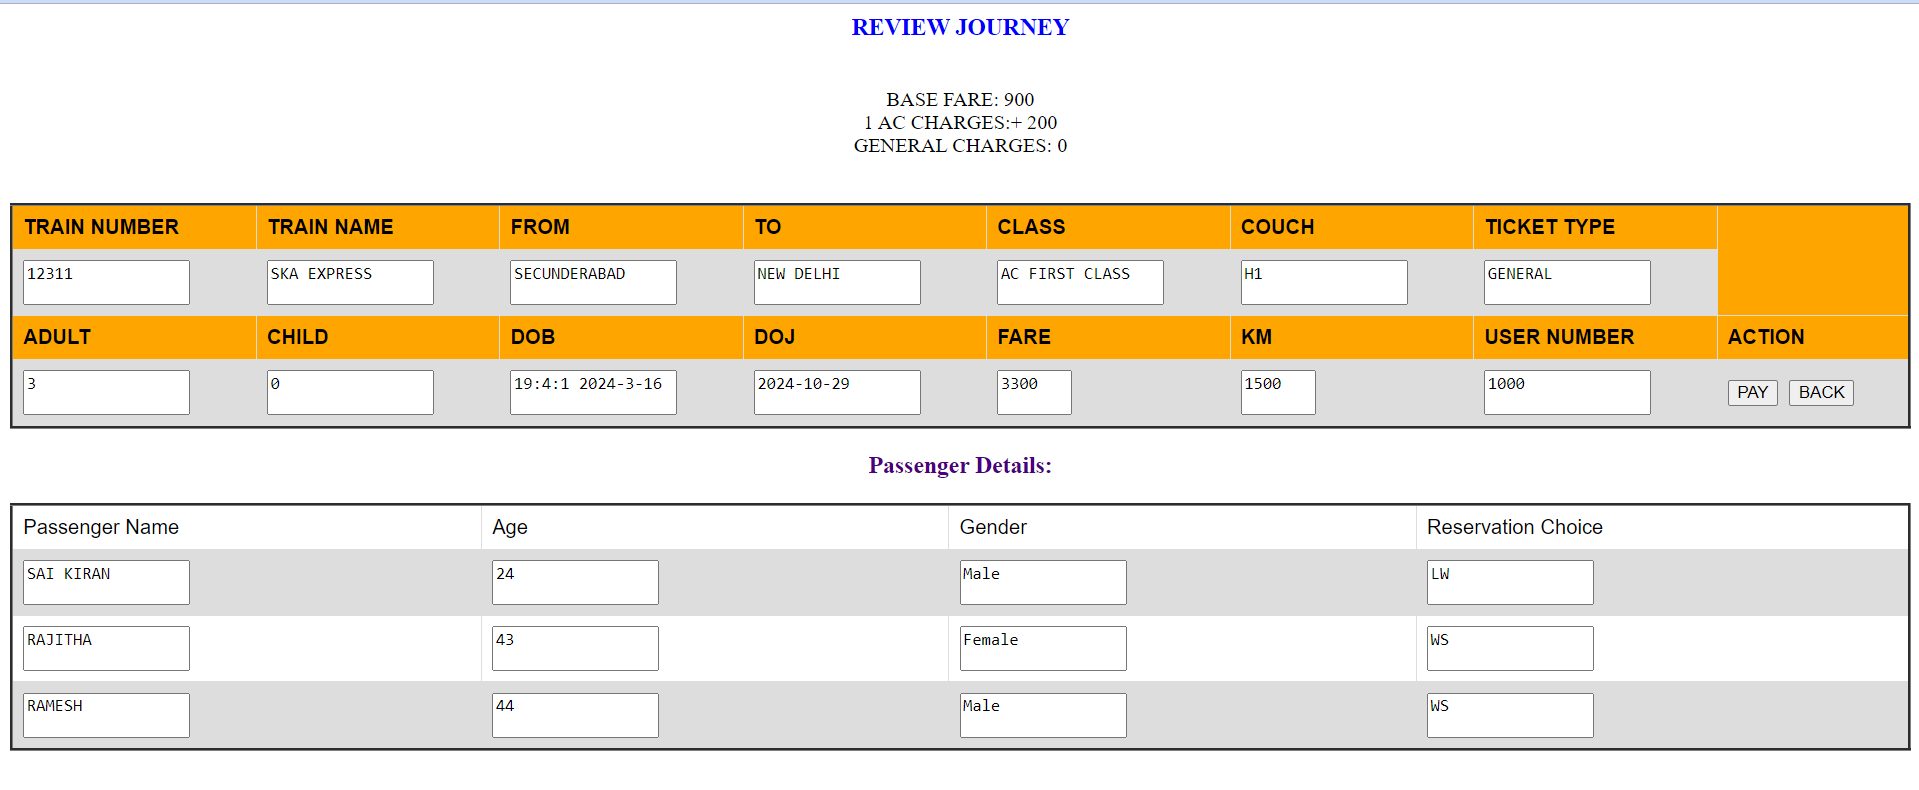 REVIEW JOURNEY
BASE FARE: 900
1 AC CHARGES:+ 200
GENERAL CHARGES: 0
TRAIN NUMBER TRAIN NAME FROM TO CLASS COUCH TICKET TYPE
12311 SKA EXPRESS SECUNDERABAD NEW DELHI AC FIRST CLASS H1 GENERAL
ADULT CHILD DOB DOJ FARE KM USER NUMBER ACTION
3 0 19:4:1 2024-3-16 2024-10-29 3300 1500 1000 PAY BACK
Passenger Details:
Passenger Name Age Gender Reservation Choice
SAI KIRAN 24 Male LW
RAJITHA 43 Female WS
RAMESH 44 Male WS